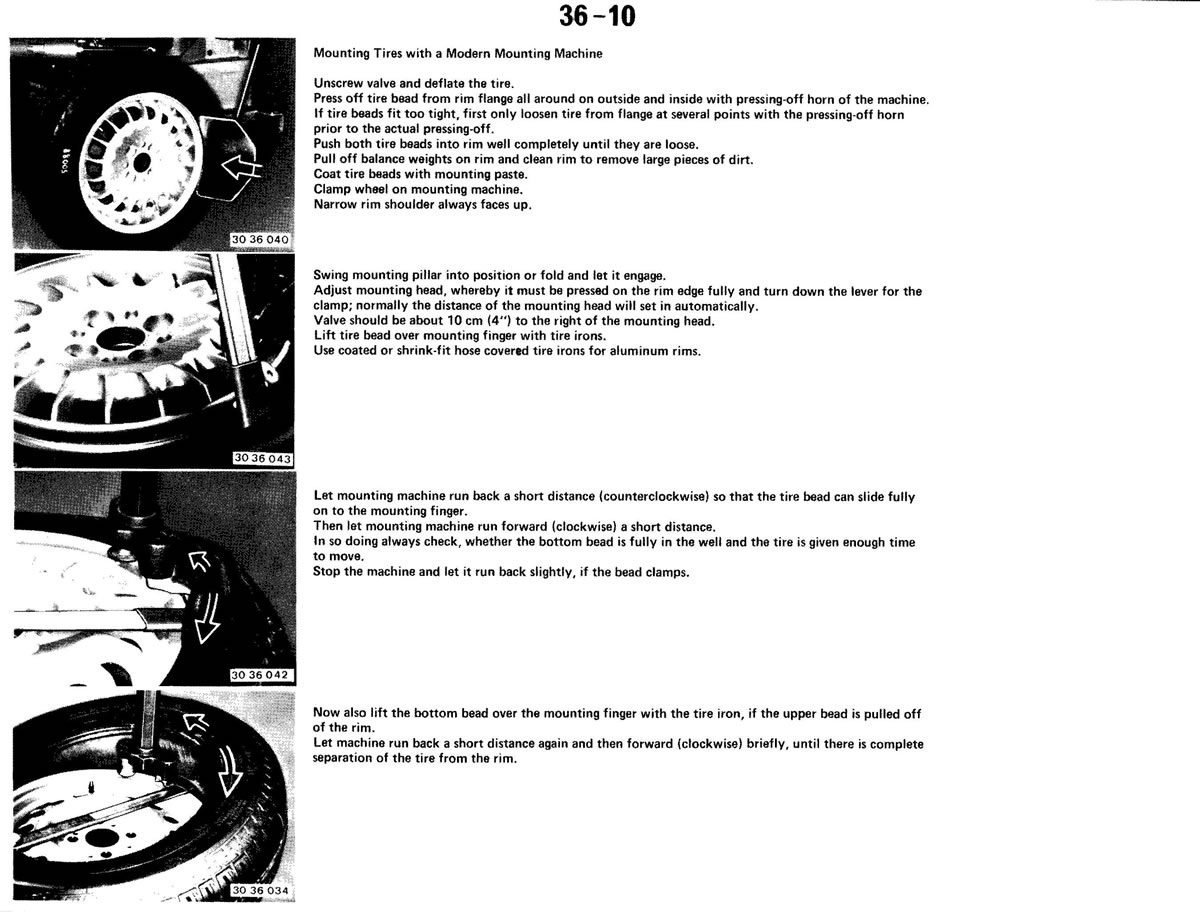 36-10
Mounting Tires with a Modern Mounting Machine
Unscrew valve and deflate the tire.
Press off tire bead from rim flange all around on outside and inside with pressing-off horn of the machine.
If tire beads fit too tight, first only loosen tire from flange at several points with the pressing-off horn
prior to the actual pressing-off.
Push both tire beads into rim well completely until they are loose.
Pull off balance weights on rim and clean rim to remove large pieces of dirt.
Coat tire beads with mounting paste.
Clamp wheel on mounting machine.
Narrow rim shoulder always faces up.
88005
30 36 040
Swing mounting pillar into position or fold and let it engage.
Adjust mounting head, whereby it must be pressed on the rim edge fully and turn down the lever for the
clamp; normally the distance of the mounting head will set in automatically.
Valve should be about 10 cm (4") to the right of the mounting head.
Lift tire bead over mounting finger with tire irons.
Use coated or shrink-fit hose covered tire irons for aluminum rims.
30 36 043
Let mounting machine run back a short distance (counterclockwise) so that the tire bead can slide fully
on to the mounting finger.
Then let mounting machine run forward (clockwise) a short distance.
In so doing always check, whether the bottom bead is fully in the well and the tire is given enough time
to move.
Stop the machine and let it run back slightly, if the bead clamps.
30 36 042
Now also lift the bottom bead over the mounting finger with the tire iron, if the upper bead is pulled off
of the rim.
Let machine run back a short distance again and then forward (clockwise) briefly, until there is complete
separation of the tire from the rim.
30 36 034